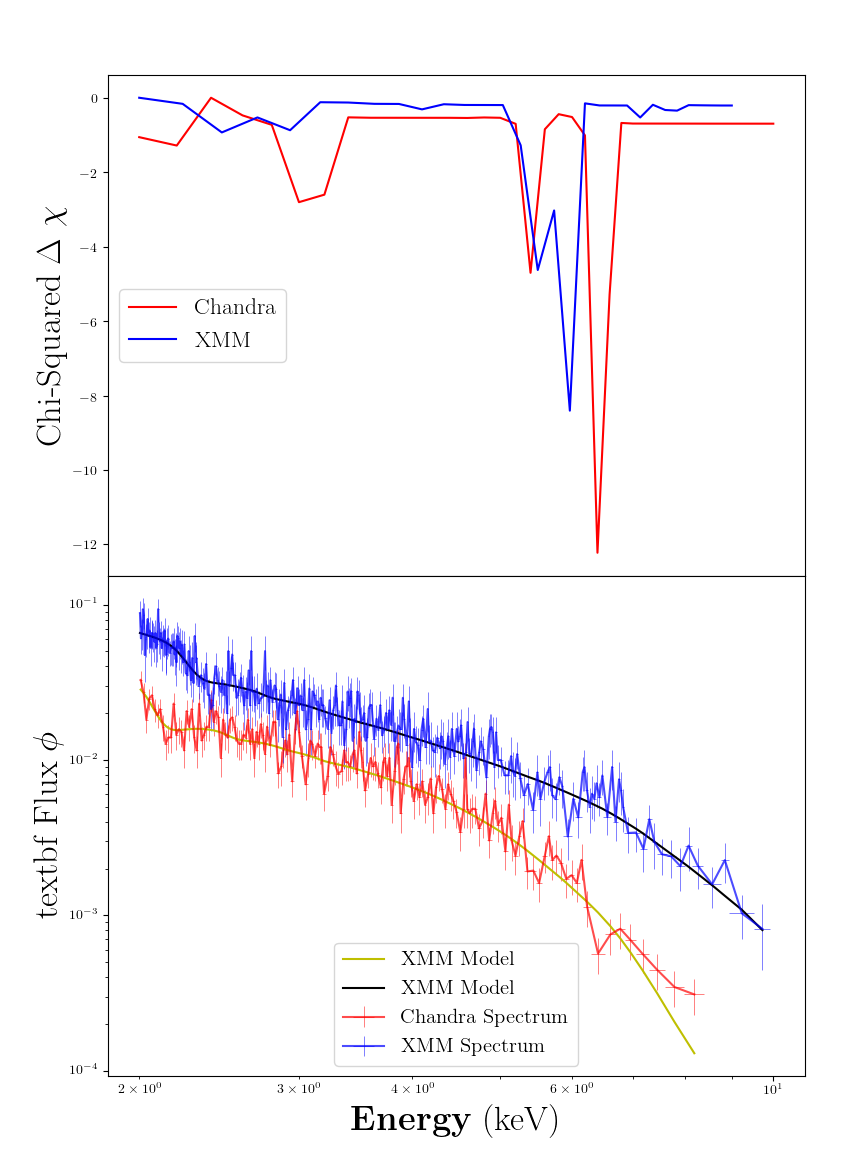 0
−2
−4
−6
−8
−10
−12
Chi-Squared Δ χ
Chandra
XMM
10⁻¹
10⁻²
10⁻³
10⁻⁴
textbf Flux ϕ
XMM Model
XMM Model
Chandra Spectrum
XMM Spectrum
2 × 10⁰ 3 × 10⁰ 4 × 10⁰ 6 × 10⁰ 10¹
Energy (keV)